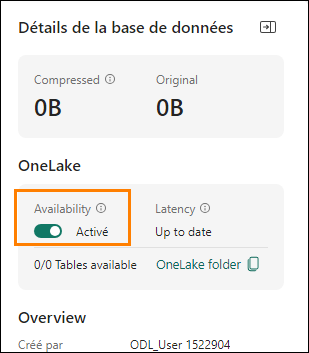 Détails de la base de données
Compressed Original
0B 0B
OneLake
Availability Latency
Activé Up to date
0/0 Tables available OneLake folder
Overview
Créé par ODL_User 1522904